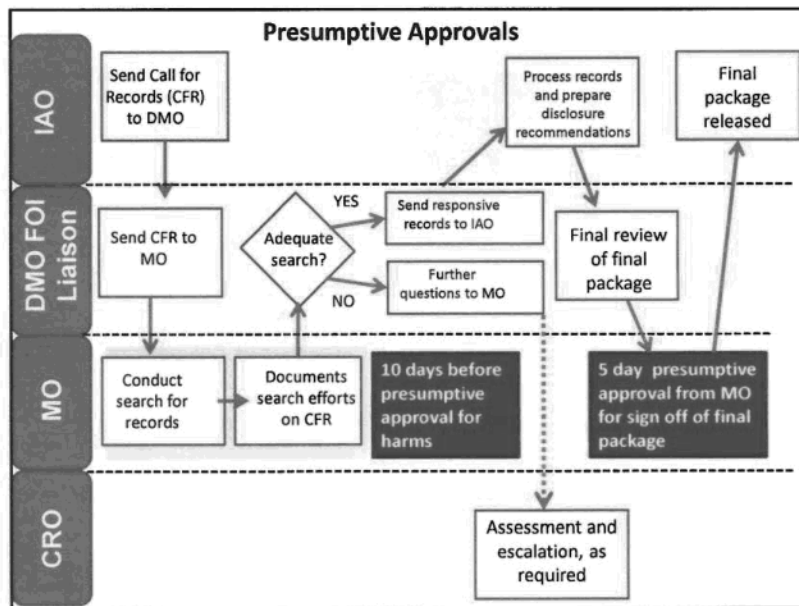 Presumptive Approvals
IAO
Send Call for
Records (CFR)
to DMO
Process records
and prepare
disclosure
recommendations
Final
package
released
DMO FOI
Liaison
Send CFR to
MO
Adequate
search?
YES
Send responsive
records to IAO
NO
Further
questions to MO
Final review
of final
package
MO
Conduct
search for
records
Documents
search efforts
on CFR
10 days before
presumptive
approval for
harms
5 day presumptive
approval from MO
for sign off of final
package
CRO
Assessment and
escalation, as
required